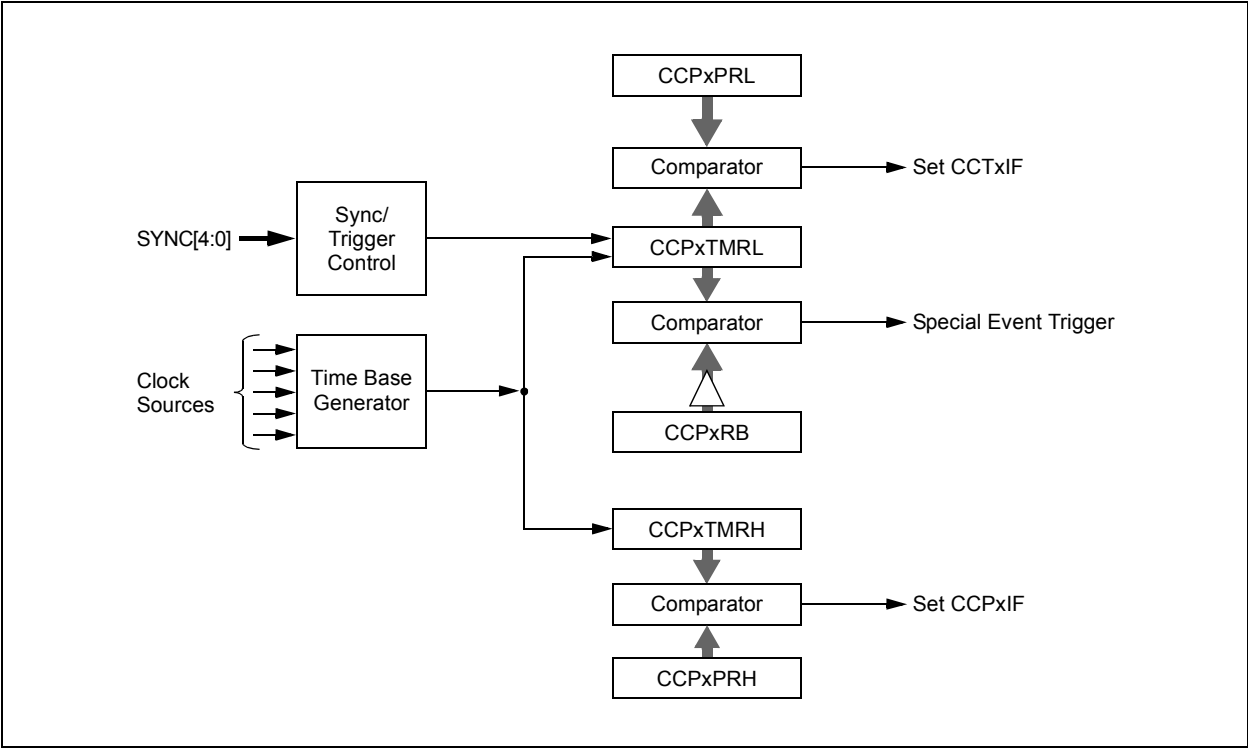 CCPxPRL
Comparator
Set CCTxIF
Sync/
Trigger
Control
SYNC[4:0]
CCPxTMRL
Comparator
Special Event Trigger
Clock
Sources
Time Base
Generator
CCPxRB
CCPxTMRH
Comparator
Set CCPxIF
CCPxPRH